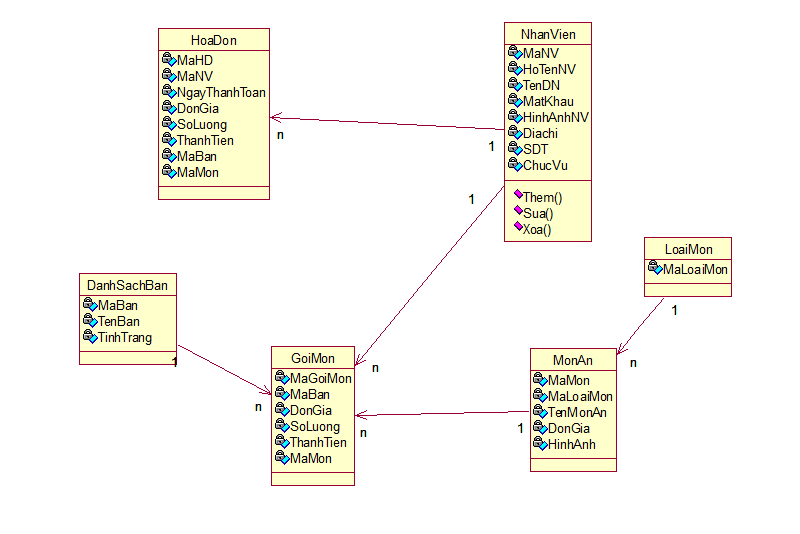 HoaDon
MaHD
MaNV
NgayThanhToan
DonGia
SoLuong
ThanhTien
MaBan
MaMon
NhanVien
MaNV
HoTenNV
TenDN
MatKhau
HinhAnhNV
Diachi
SDT
ChucVu
Them()
Sua()
Xoa()
n
1
1
LoaiMon
MaLoaiMon
1
n
DanhSachBan
MaBan
TenBan
TinhTrang
1
n
GoiMon
MaGoiMon
MaBan
DonGia
SoLuong
ThanhTien
MaMon
n
n
1
MonAn
MaMon
MaLoaiMon
TenMonAn
DonGia
HinhAnh